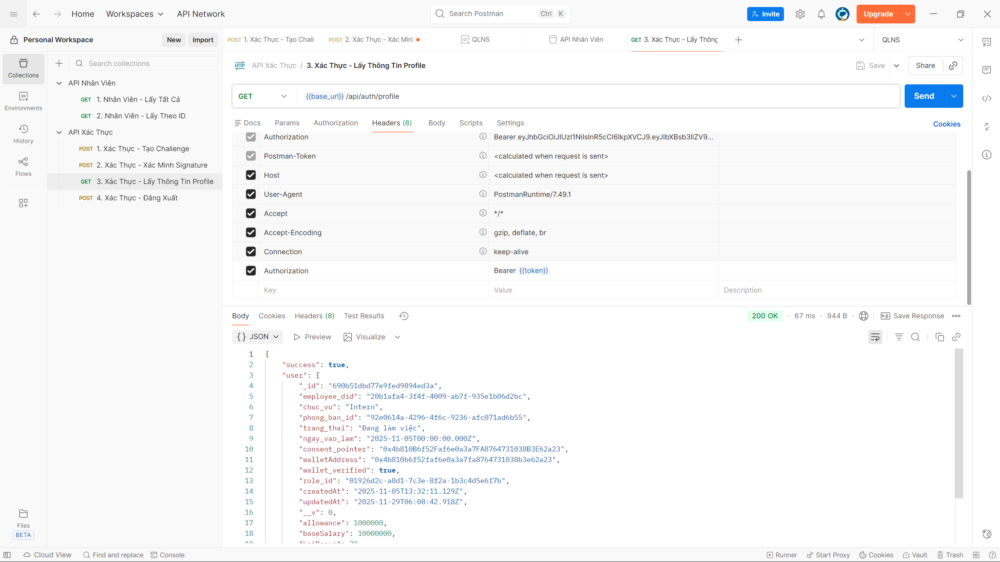 Home Workspaces API Network Search Postman Ctrl K Invite Upgrade
Personal Workspace New Import
POST 1. Xác Thực - Tạo Chall POST 2. Xác Thực - Xác Minl QLNS API Nhân Viên GET 3. Xác Thực - Lấy Thông QLNS
Collections
Environments
History
Flows
Files
BETA
Search collections
API Nhân Viên
GET 1. Nhân Viên - Lấy Tất Cả
GET 2. Nhân Viên - Lấy Theo ID
API Xác Thực
POST 1. Xác Thực - Tạo Challenge
POST 2. Xác Thực - Xác Minh Signature
GET 3. Xác Thực - Lấy Thông Tin Profile
POST 4. Xác Thực - Đăng Xuất
HTTP API Xác Thực / 3. Xác Thực - Lấy Thông Tin Profile Save Share
GET {{base_url}}/api/auth/profile Send
Docs Params Authorization Headers (8) Body Scripts Settings Cookies
Authorization Bearer eyJhbGciOiJIUzI1NiIsInR5cCI6IkpXVCJ9.eyJlbXBsb3llZV9...
Postman-Token <calculated when request is sent>
Host <calculated when request is sent>
User-Agent PostmanRuntime/7.49.1
Accept */*
Accept-Encoding gzip, deflate, br
Connection keep-alive
Authorization Bearer {{token}}
Key Value Description
Body Cookies Headers (8) Test Results 200 OK • 67 ms • 944 B • e.g. Save Response
{} JSON Preview Visualize
1 {
2 "success": true,
3 "user": {
4 "_id": "690b51dbd77e9fed9894ed3a",
5 "employee_did": "20b1afa4-3f4f-4009-ab7f-935e1b06d2bc",
6 "chuc_vu": "Intern",
7 "phong_ban_id": "92e0614a-4296-4f6c-9236-afc071ad6b55",
8 "trang_thai": "Đang làm việc",
9 "ngay_vao_lam": "2025-11-05T00:00:00.000Z",
10 "consent_pointer": "0x4b810B6f52Faf6e0a3a7FA8764731038B3E62a23",
11 "walletAddress": "0x4b810b6f52faf6e0a3a7fa8764731038b3e62a23",
12 "wallet_verified": true,
13 "role_id": "01926d2c-a8d1-7c3e-8f2a-1b3c4d5e6f7b",
14 "createdAt": "2025-11-05T13:32:11.129Z",
15 "updatedAt": "2025-11-29T06:08:42.918Z",
16 "__v": 0,
17 "allowance": 1000000,
18 "baseSalary": 10000000,
Cloud View Find and replace Console Runner Start Proxy Cookies Vault Trash